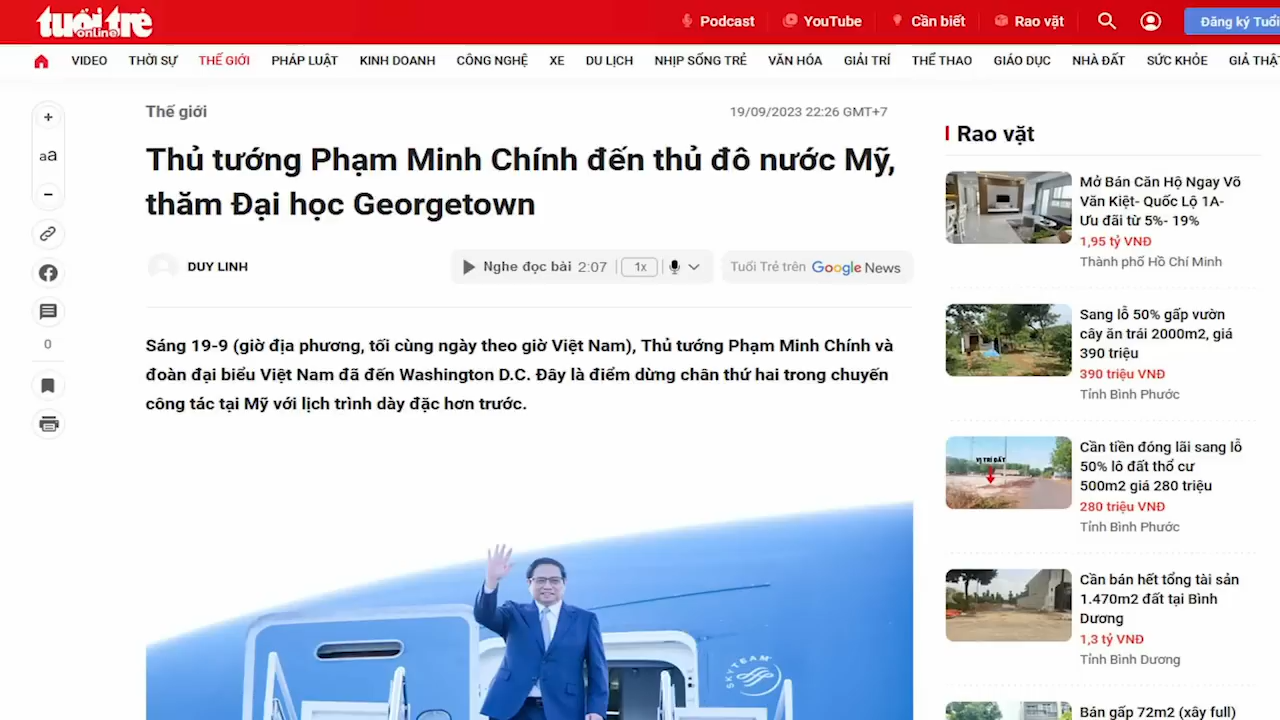 tuổi trẻ
online
Podcast
YouTube
Cần biết
Rao vặt
Đăng ký Tuổi
VIDEO
THỜI SỰ
THẾ GIỚI
PHÁP LUẬT
KINH DOANH
CÔNG NGHỆ
XE
DU LỊCH
NHỊP SỐNG TRẺ
VĂN HÓA
GIẢI TRÍ
THỂ THAO
GIÁO DỤC
NHÀ ĐẤT
SỨC KHỎE
GIẢ THẬT
+
aa
−
0
Thế giới
19/09/2023 22:26 GMT+7
Thủ tướng Phạm Minh Chính đến thủ đô nước Mỹ,
thăm Đại học Georgetown
DUY LINH
Nghe đọc bài 2:07
1x
Tuổi Trẻ trên Google News
Sáng 19-9 (giờ địa phương, tối cùng ngày theo giờ Việt Nam), Thủ tướng Phạm Minh Chính và
đoàn đại biểu Việt Nam đã đến Washington D.C. Đây là điểm dừng chân thứ hai trong chuyến
công tác tại Mỹ với lịch trình dày đặc hơn trước.
SKYTEAM
Rao vặt
Mở Bán Căn Hộ Ngay Võ
Văn Kiệt- Quốc Lộ 1A-
Ưu đãi từ 5%- 19%
1,95 tỷ VNĐ
Thành phố Hồ Chí Minh
Sang lỗ 50% gấp vườn
cây ăn trái 2000m2, giá
390 triệu
390 triệu VNĐ
Tỉnh Bình Phước
VỊ TRÍ ĐẤT
Cần tiền đóng lãi sang lỗ
50% lô đất thổ cư
500m2 giá 280 triệu
280 triệu VNĐ
Tỉnh Bình Phước
Cần bán hết tổng tài sản
1.470m2 đất tại Bình
Dương
1,3 tỷ VNĐ
Tỉnh Bình Dương
Bán gấp 72m2 (xây full)